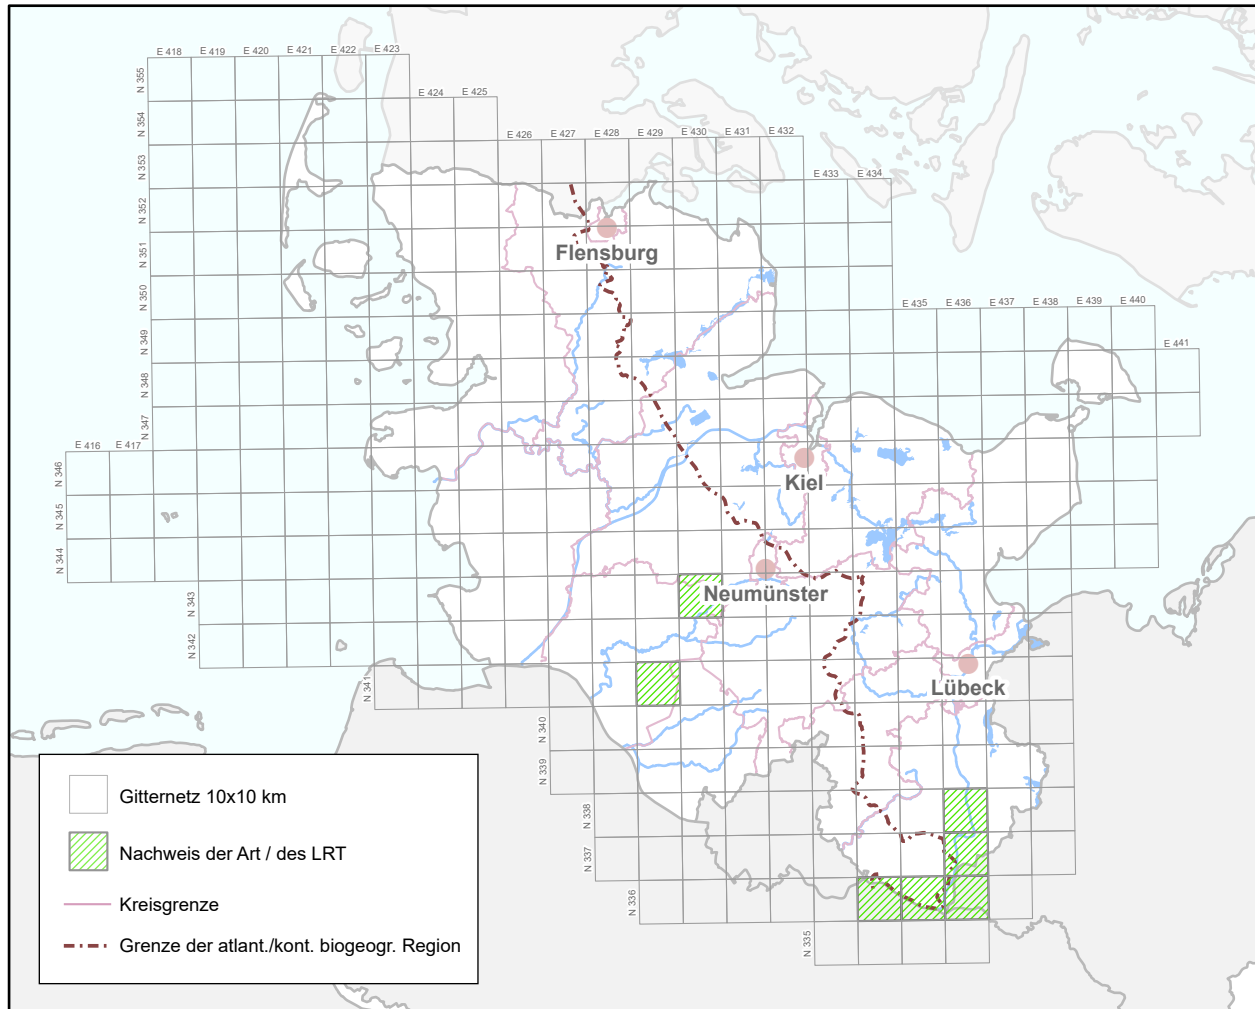 E 418 E 419 E 420 E 421 E 422 E 423
E 424 E 425
E 426 E 427 E 428 E 429 E 430 E 431 E 432
E 433 E 434
E 435 E 436 E 437 E 438 E 439 E 440
E 441
E 416 E 417
N 355
N 354
N 353
N 352
N 351
N 350
N 349
N 348
N 347
N 346
N 345
N 344
N 343
N 342
N 341
N 340
N 339
N 338
N 337
N 336
N 335
Flensburg
Kiel
Neumünster
Lübeck
Gitternetz 10x10 km
Nachweis der Art / des LRT
Kreisgrenze
Grenze der atlant./kont. biogeogr. Region